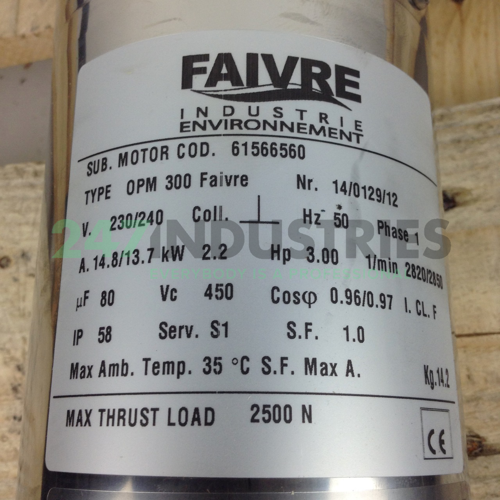 FAIVRE
INDUSTRIE
ENVIRONNEMENT
SUB. MOTOR COD. 61566560
TYPE OPM 300 Faivre Nr. 14/0129/12
V. 230/240 Coll. ⊥ Hz~ 50 Phase 1
247INDUSTRIES
A. 14.8/13.7 kW 2.2 Hp 3.00 1/min 2820/2850
µF 80 Vc 450 Cosφ 0.96/0.97 I. CL. F
IP 58 Serv. S1 S.F. 1.0
Max Amb. Temp. 35 °C S.F. Max A. Kg. 14.2
MAX THRUST LOAD 2500 N
CE